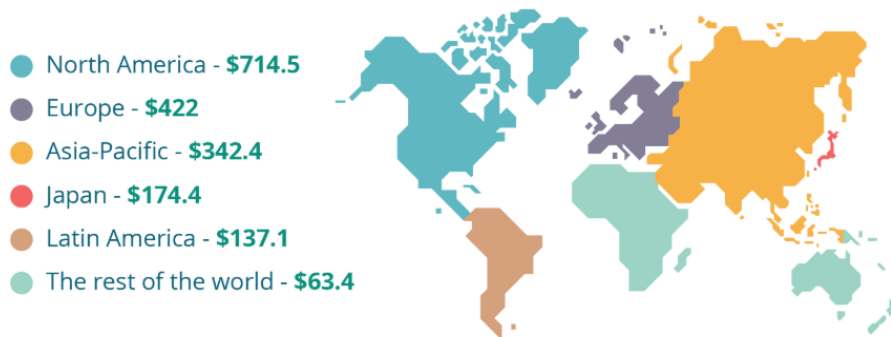 North America - $714.5
Europe - $422
Asia-Pacific - $342.4
Japan - $174.4
Latin America - $137.1
The rest of the world - $63.4